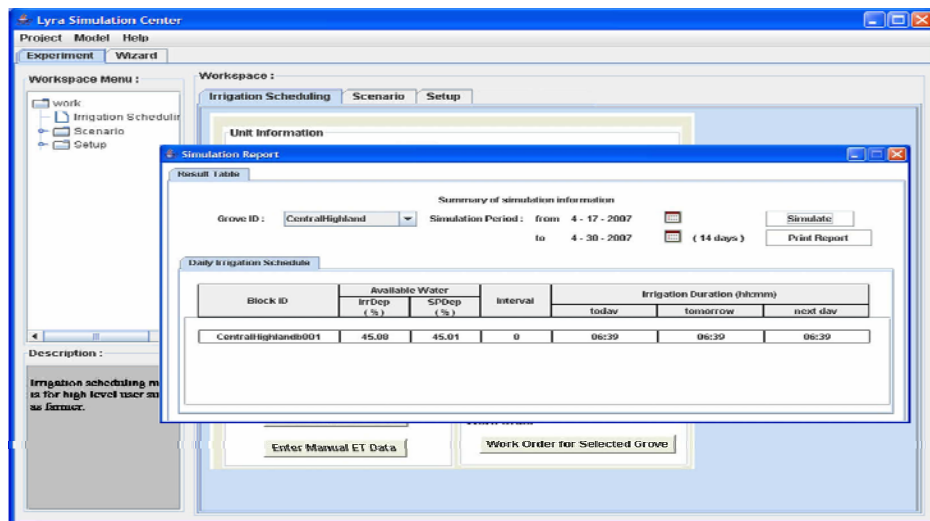 Lyra Simulation Center
Project Model Help
Experiment Wizard
Workspace Menu :
work
Irrigation Schedulin
Scenario
Setup
Workspace :
Irrigation Scheduling Scenario Setup
Unit Information
Simulation Report
Result Table
Summary of simulation information
Grove ID : CentralHighland Simulation Period : from 4 - 17 - 2007 Simulate
to 4 - 30 - 2007 ( 14 days ) Print Report
Daily Irrigation Schedule
Block ID Available Water Interval Irrigation Duration (hh:mm)
IrrDep (%) SPDep (%) today tomorrow next day
CentralHighlandb001 45.00 45.01 0 06:39 06:39 06:39
Description :
Irrigation scheduling m
is for high level user su
as farmer.
Enter Manual ET Data Work Order for Selected Grove